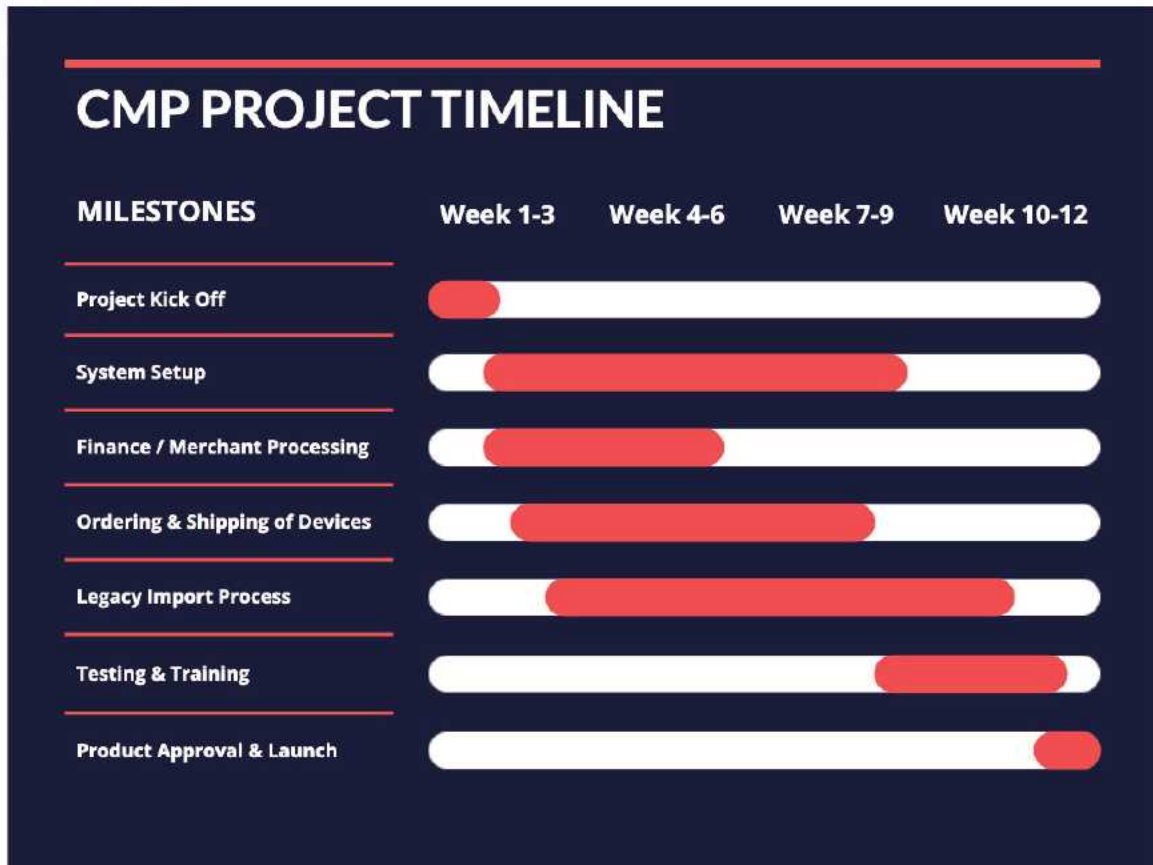 CMP PROJECT TIMELINE
MILESTONES Week 1-3 Week 4-6 Week 7-9 Week 10-12
Project Kick Off
System Setup
Finance / Merchant Processing
Ordering & Shipping of Devices
Legacy Import Process
Testing & Training
Product Approval & Launch